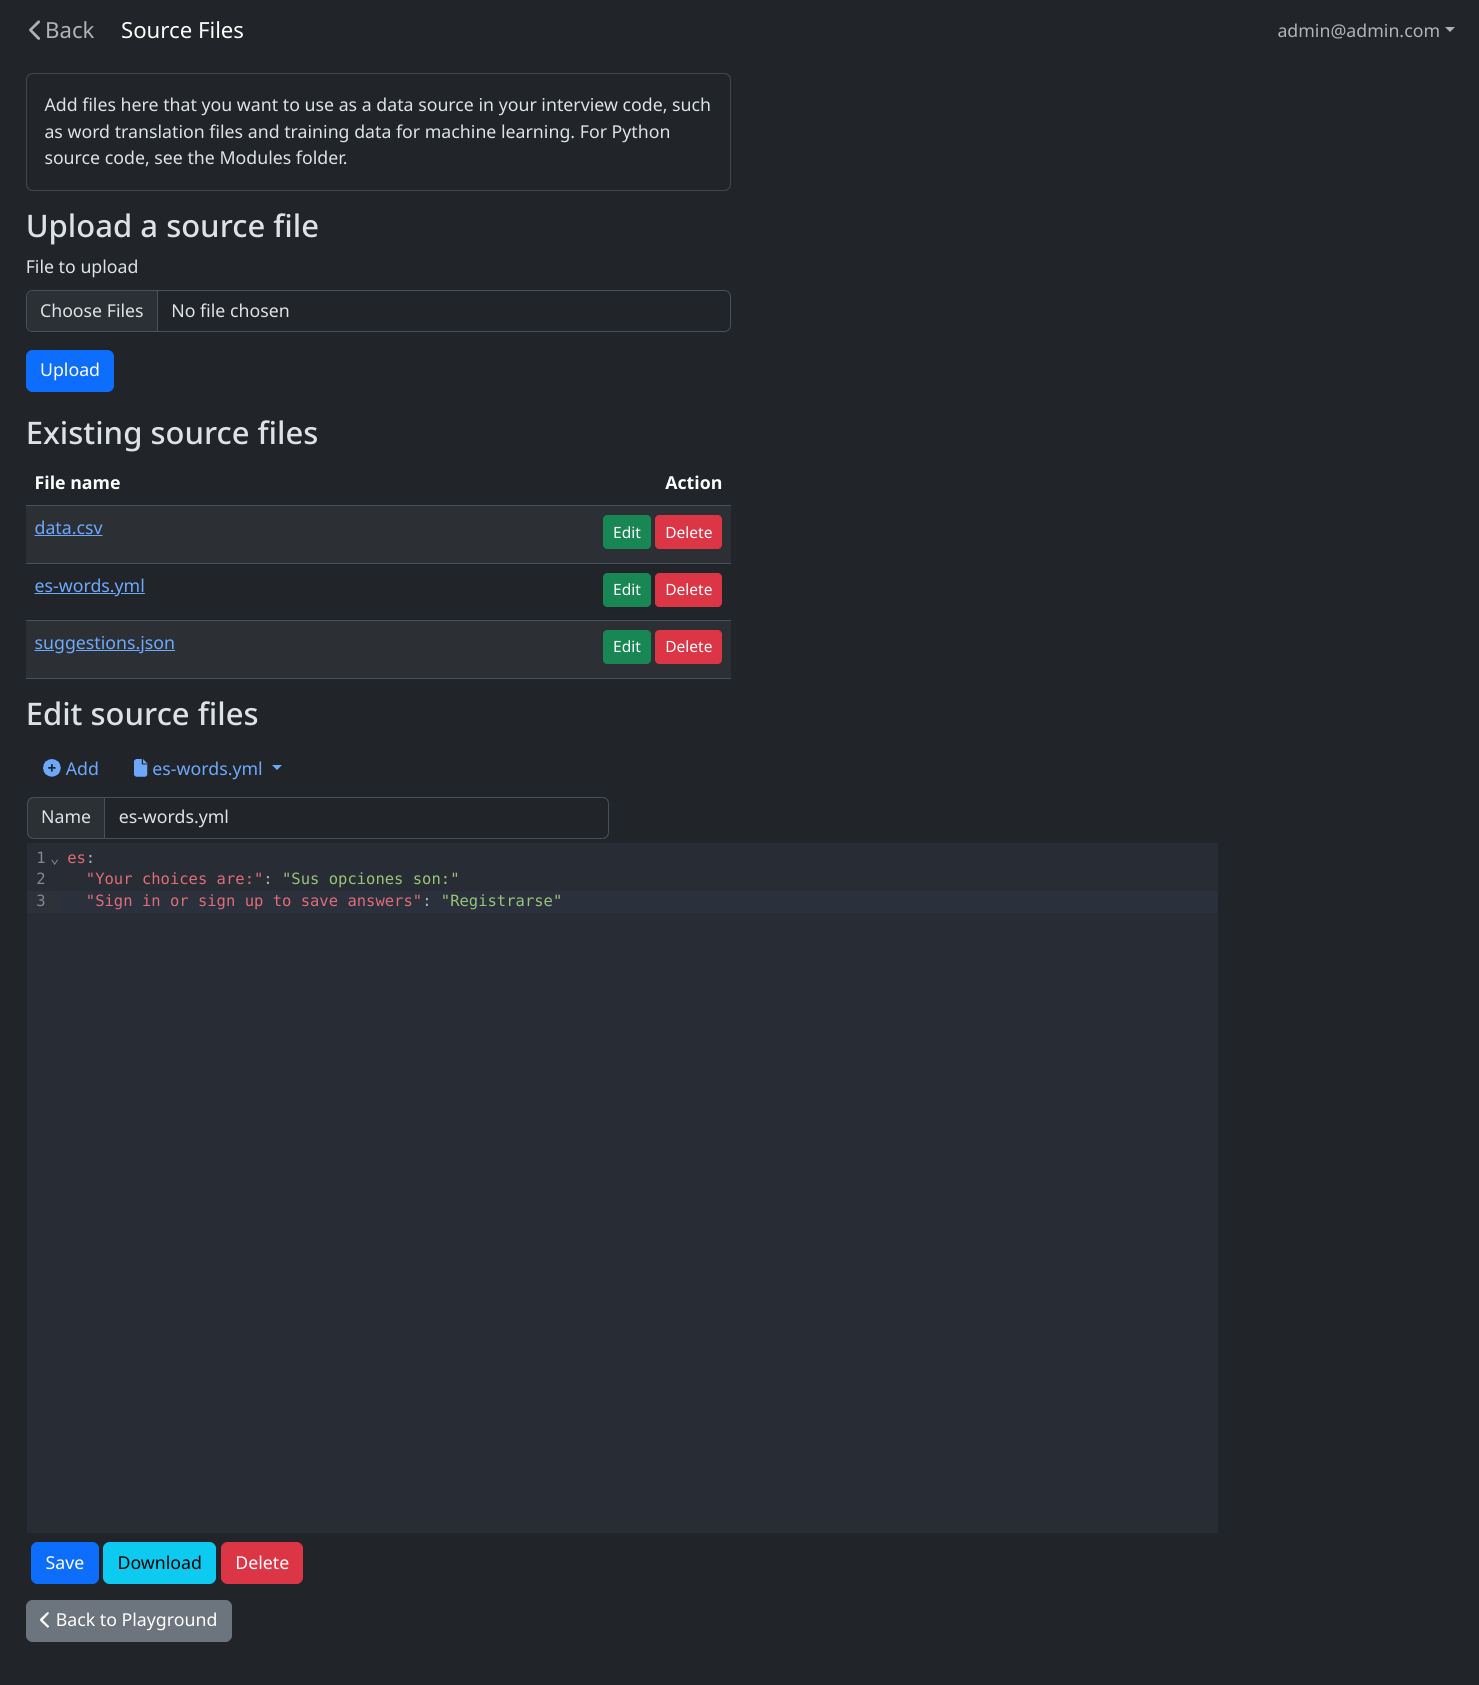 Back Source Files admin@admin.com
Add files here that you want to use as a data source in your interview code, such
as word translation files and training data for machine learning. For Python
source code, see the Modules folder.
Upload a source file
File to upload
Choose Files No file chosen
Upload
Existing source files
File name Action
data.csv Edit Delete
es-words.yml Edit Delete
suggestions.json Edit Delete
Edit source files
Add es-words.yml
Name es-words.yml
1 es:
2 "Your choices are:": "Sus opciones son:"
3 "Sign in or sign up to save answers": "Registrarse"
Save Download Delete
Back to Playground